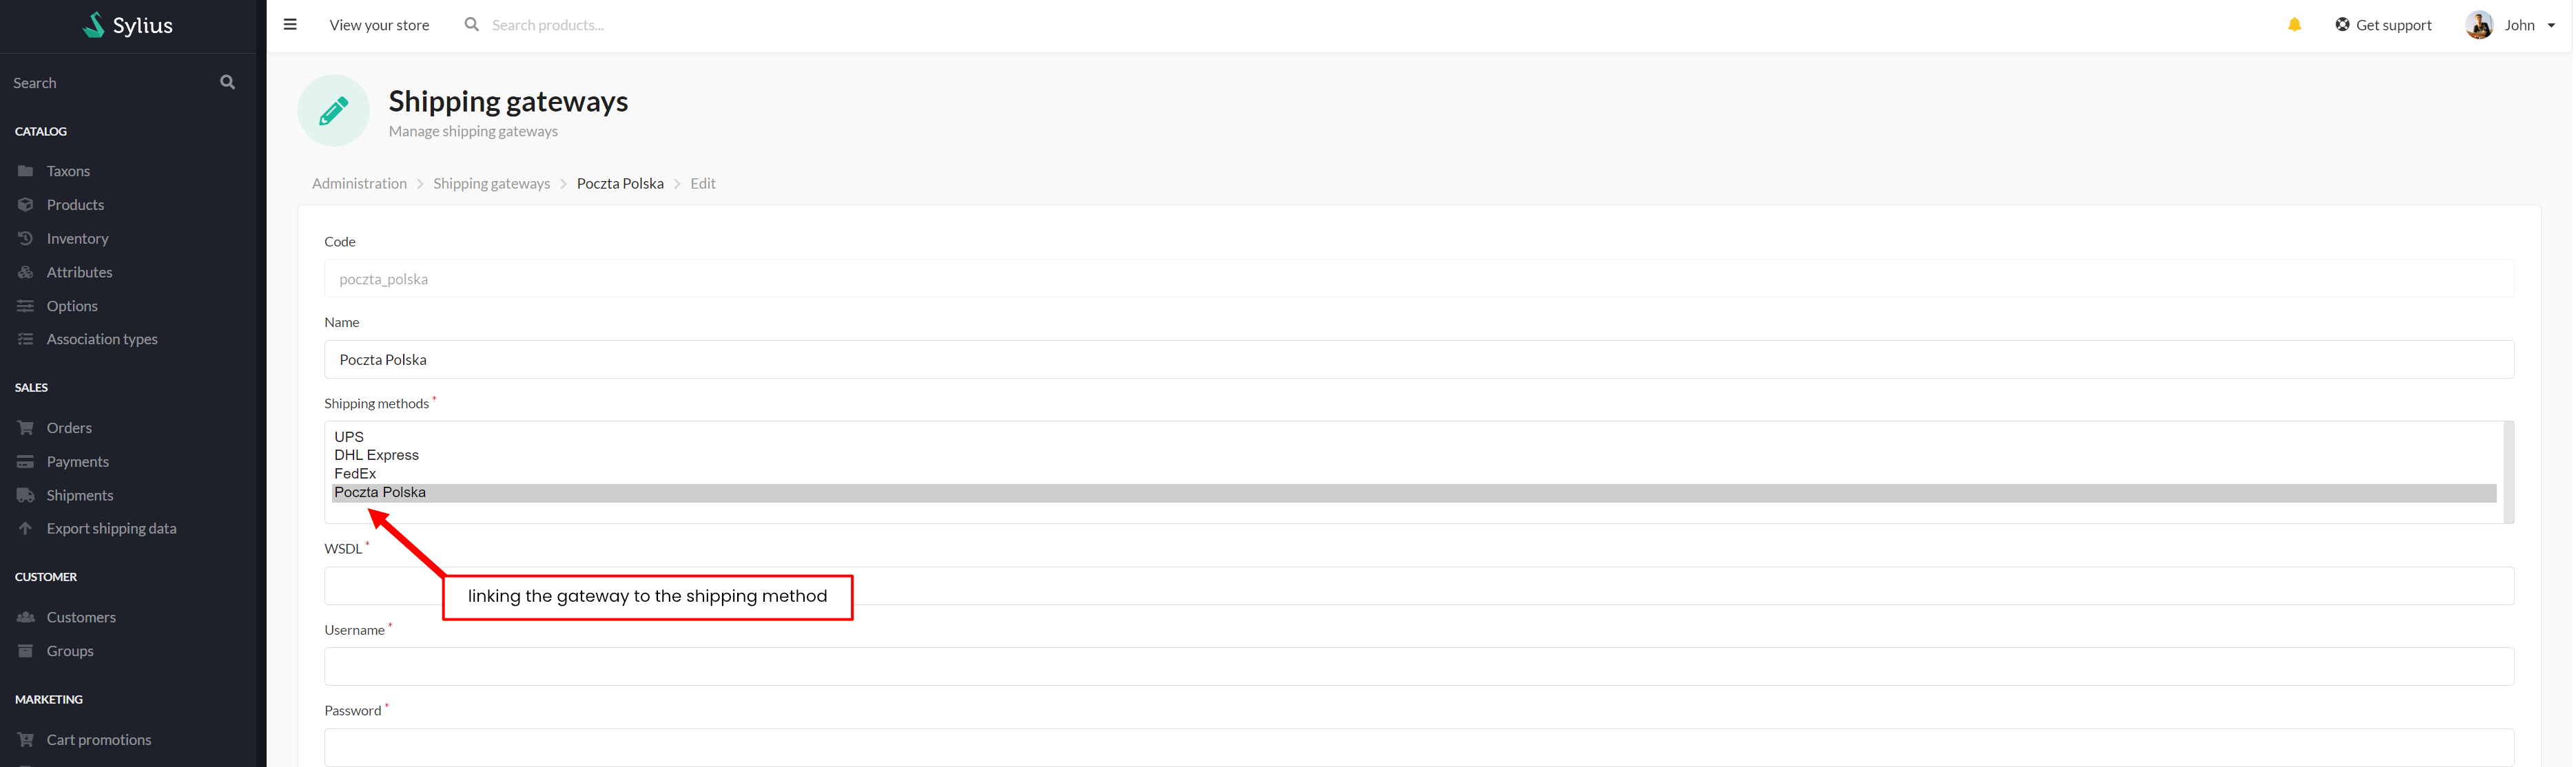 Sylius
View your store
Search products...
Get support
John
Search
CATALOG
Taxons
Products
Inventory
Attributes
Options
Association types
SALES
Orders
Payments
Shipments
Export shipping data
CUSTOMER
Customers
Groups
MARKETING
Cart promotions
Shipping gateways
Manage shipping gateways
Administration > Shipping gateways > Poczta Polska > Edit
Code
poczta_polska
Name
Poczta Polska
Shipping methods *
UPS
DHL Express
FedEx
Poczta Polska
WSDL *
linking the gateway to the shipping method
Username *
Password *